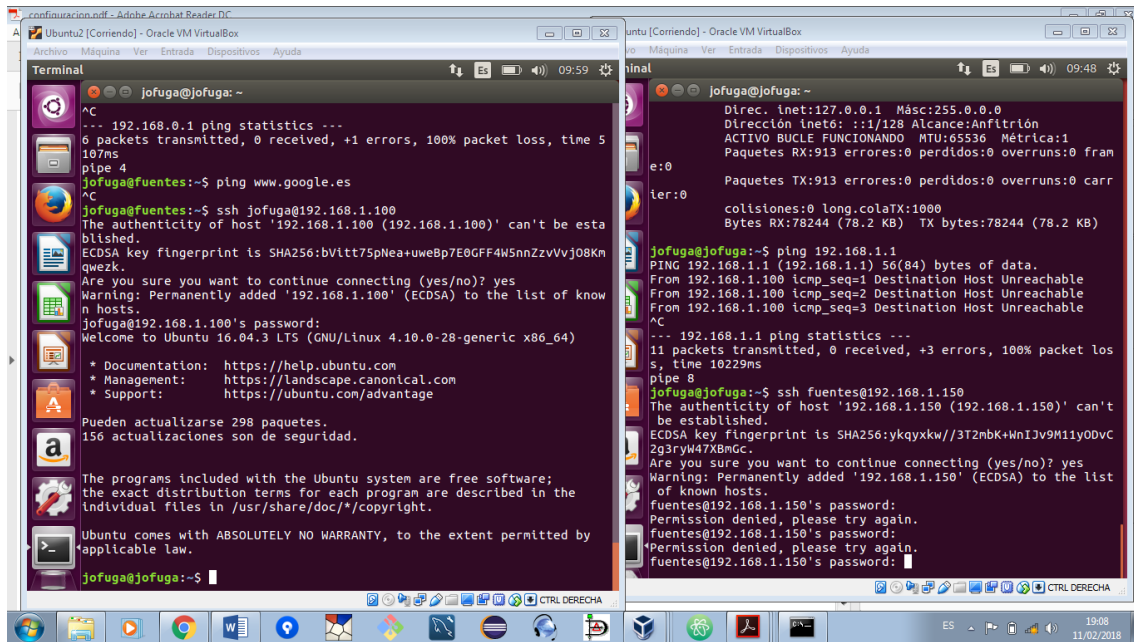 configuracion.pdf - Adobe Acrobat Reader DC
Ubuntu2 [Corriendo] - Oracle VM VirtualBox
Archivo Máquina Ver Entrada Dispositivos Ayuda
Terminal
Es
09:59
jofuga@jofuga: ~
^C
--- 192.168.0.1 ping statistics ---
6 packets transmitted, 0 received, +1 errors, 100% packet loss, time 5
107ms
pipe 4
jofuga@fuentes:~$ ping www.google.es
^C
jofuga@fuentes:~$ ssh jofuga@192.168.1.100
The authenticity of host '192.168.1.100 (192.168.1.100)' can't be esta
blished.
ECDSA key fingerprint is SHA256:bVitt75pNea+uweBp7E0GFF4W5nnZzvVvjO8Km
qwezk.
Are you sure you want to continue connecting (yes/no)? yes
Warning: Permanently added '192.168.1.100' (ECDSA) to the list of know
n hosts.
jofuga@192.168.1.100's password:
Welcome to Ubuntu 16.04.3 LTS (GNU/Linux 4.10.0-28-generic x86_64)
* Documentation: https://help.ubuntu.com
* Management: https://landscape.canonical.com
* Support: https://ubuntu.com/advantage
Pueden actualizarse 298 paquetes.
156 actualizaciones son de seguridad.
The programs included with the Ubuntu system are free software;
the exact distribution terms for each program are described in the
individual files in /usr/share/doc/*/copyright.
Ubuntu comes with ABSOLUTELY NO WARRANTY, to the extent permitted by
applicable law.
jofuga@jofuga:~$
CTRL DERECHA
untu [Corriendo] - Oracle VM VirtualBox
vo Máquina Ver Entrada Dispositivos Ayuda
inal
Es
09:48
jofuga@jofuga: ~
Direc. inet:127.0.0.1 Másc:255.0.0.0
Dirección inet6: ::1/128 Alcance:Anfitrión
ACTIVO BUCLE FUNCIONANDO MTU:65536 Métrica:1
Paquetes RX:913 errores:0 perdidos:0 overruns:0 fram
e:0
Paquetes TX:913 errores:0 perdidos:0 overruns:0 carr
ier:0
colisiones:0 long.colaTX:1000
Bytes RX:78244 (78.2 KB) TX bytes:78244 (78.2 KB)
jofuga@jofuga:~$ ping 192.168.1.1
PING 192.168.1.1 (192.168.1.1) 56(84) bytes of data.
From 192.168.1.100 icmp_seq=1 Destination Host Unreachable
From 192.168.1.100 icmp_seq=2 Destination Host Unreachable
From 192.168.1.100 icmp_seq=3 Destination Host Unreachable
^C
--- 192.168.1.1 ping statistics ---
11 packets transmitted, 0 received, +3 errors, 100% packet los
s, time 10229ms
pipe 8
jofuga@jofuga:~$ ssh fuentes@192.168.1.150
The authenticity of host '192.168.1.150 (192.168.1.150)' can't
be established.
ECDSA key fingerprint is SHA256:ykqyxkw//3T2mbK+WnIJv9M11yODvC
2g3ryW47XBmGc.
Are you sure you want to continue connecting (yes/no)? yes
Warning: Permanently added '192.168.1.150' (ECDSA) to the list
of known hosts.
fuentes@192.168.1.150's password:
Permission denied, please try again.
fuentes@192.168.1.150's password:
Permission denied, please try again.
fuentes@192.168.1.150's password:
CTRL DERECHA
ES
19:08
11/02/2018